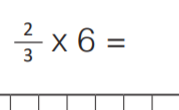 2/3 x 6 =